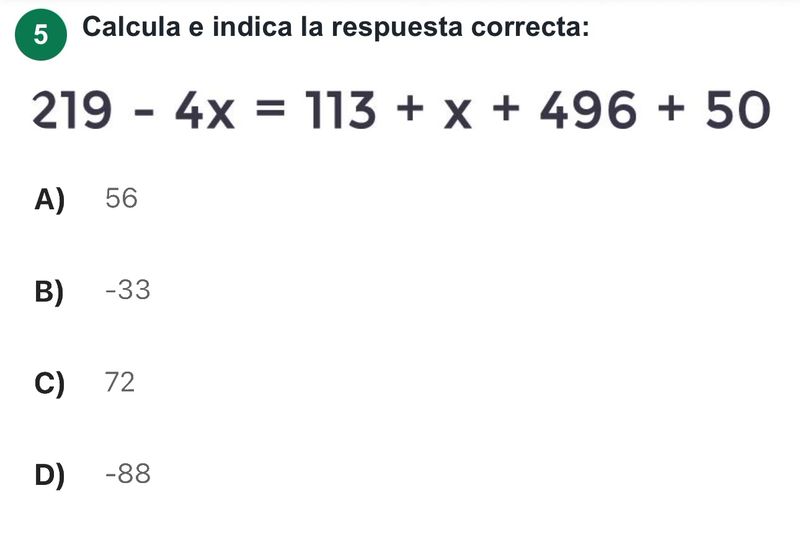 5 Calcula e indica la respuesta correcta:
219 - 4x = 113 + x + 496 + 50
A) 56
B) -33
C) 72
D) -88